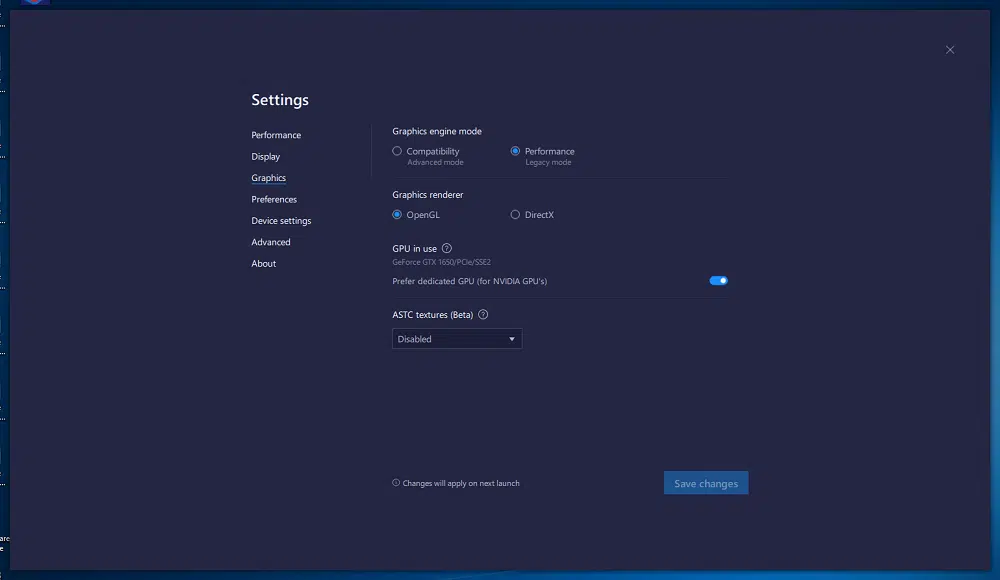 Settings
Performance
Display
Graphics
Preferences
Device settings
Advanced
About
Graphics engine mode
Compatibility
Advanced mode
Performance
Legacy mode
Graphics renderer
OpenGL
DirectX
GPU in use ?
GeForce GTX 1650/PCIe/SSE2
Prefer dedicated GPU (for NVIDIA GPU's)
ASTC textures (Beta) ?
Disabled
Changes will apply on next launch
Save changes